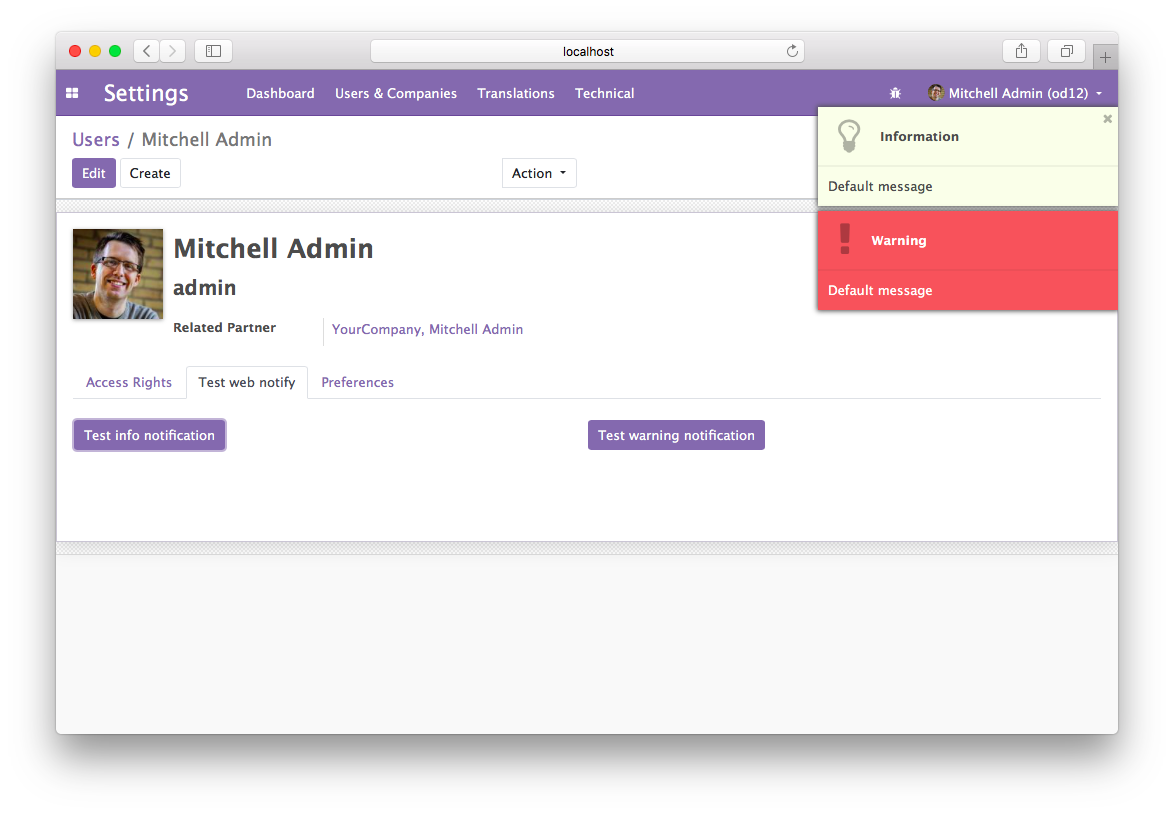 localhost
Settings Dashboard Users & Companies Translations Technical Mitchell Admin (od12)
Users / Mitchell Admin
Edit Create Action
Information
Default message
Warning
Default message
Mitchell Admin
admin
Related Partner YourCompany, Mitchell Admin
Access Rights Test web notify Preferences
Test info notification Test warning notification